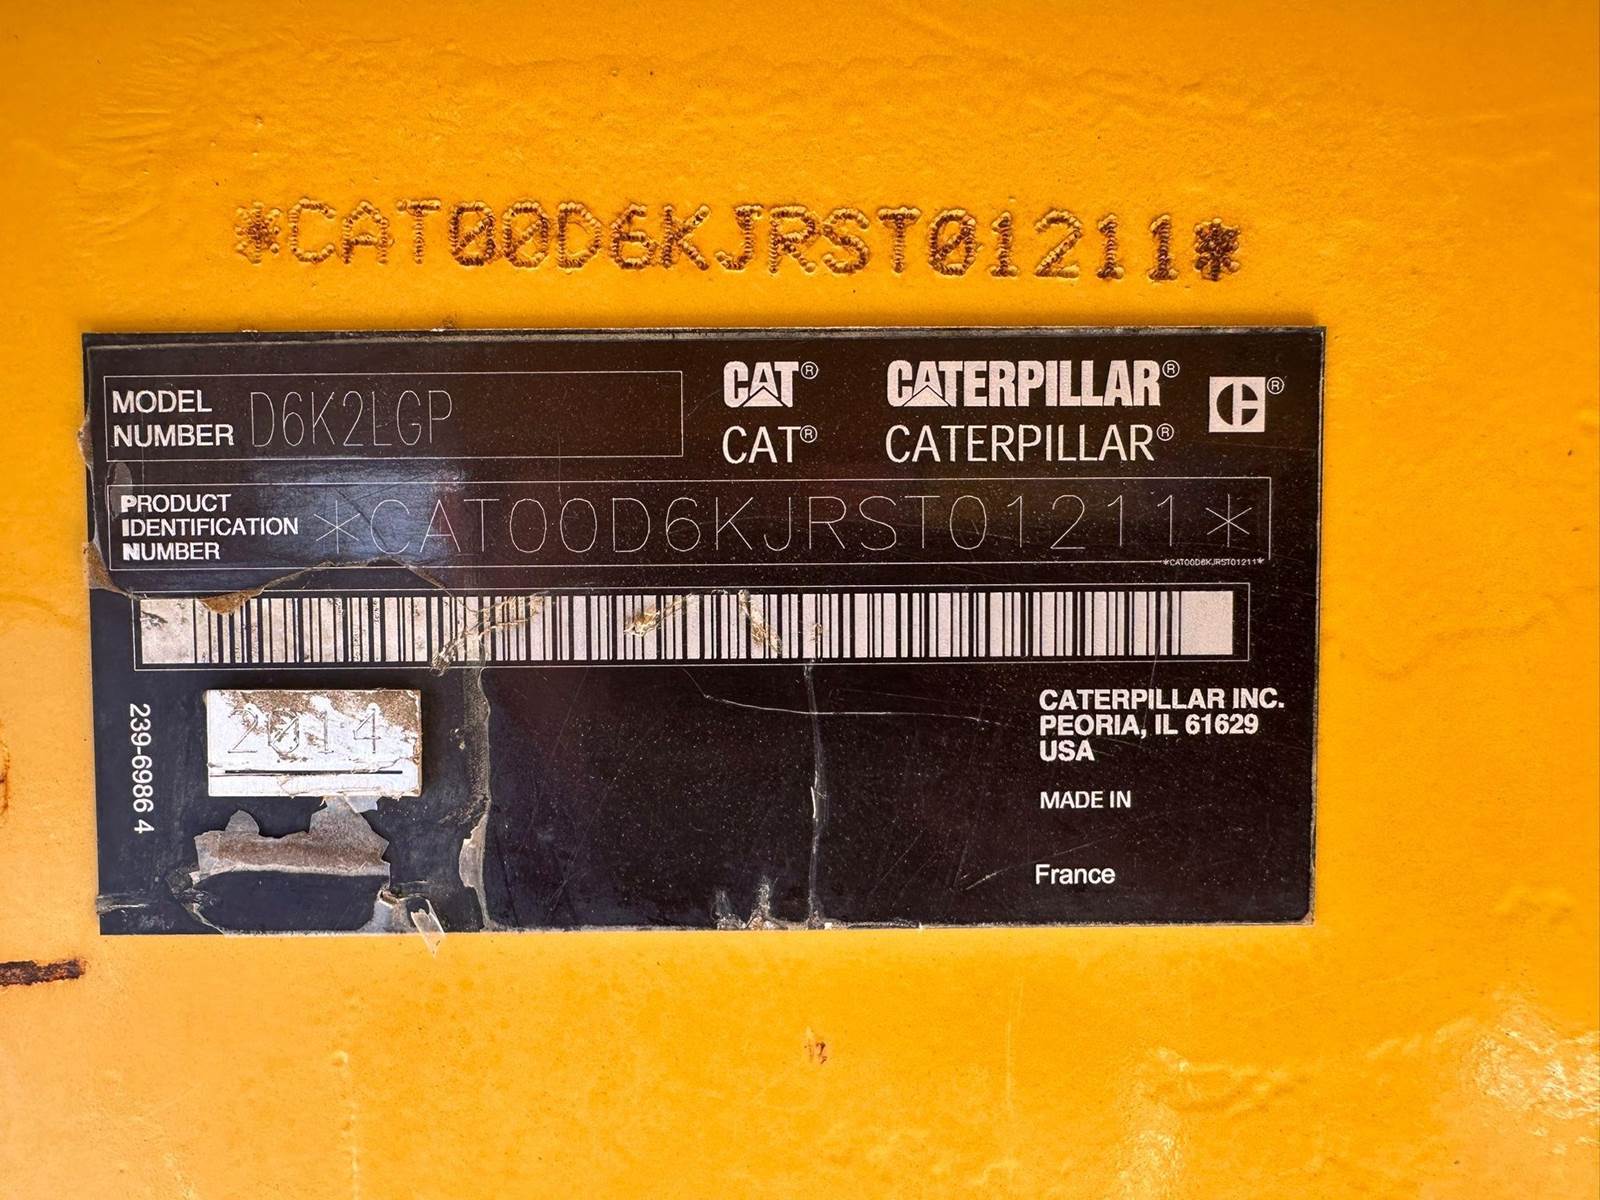 *CAT00D6KJRST01211*
MODEL NUMBER D6K2LGP
CAT® CATERPILLAR® ®
CAT® CATERPILLAR®
PRODUCT IDENTIFICATION NUMBER *CAT00D6KJRST01211*
*CAT00D6KJRST01211*
2014
239-6986 4
CATERPILLAR INC.
PEORIA, IL 61629
USA
MADE IN
France